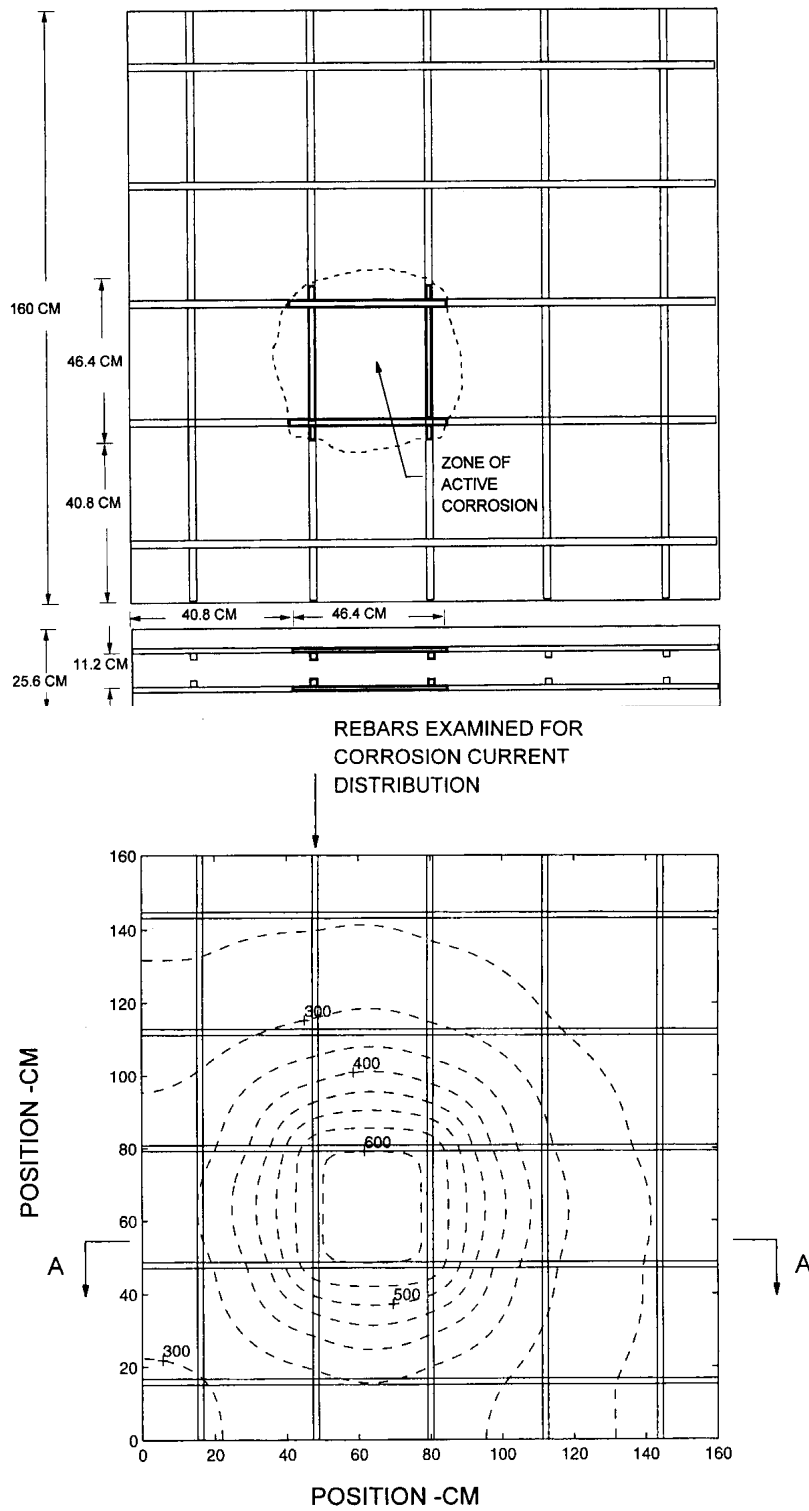 160 CM
46.4 CM
40.8 CM
ZONE OF
ACTIVE
CORROSION
40.8 CM
46.4 CM
25.6 CM
11.2 CM
REBARS EXAMINED FOR
CORROSION CURRENT
DISTRIBUTION
160
140
120
100
80
60
40
20
0
POSITION -CM
300
400
600
500
300
A
A
0
20
40
60
80
100
120
140
160
POSITION -CM